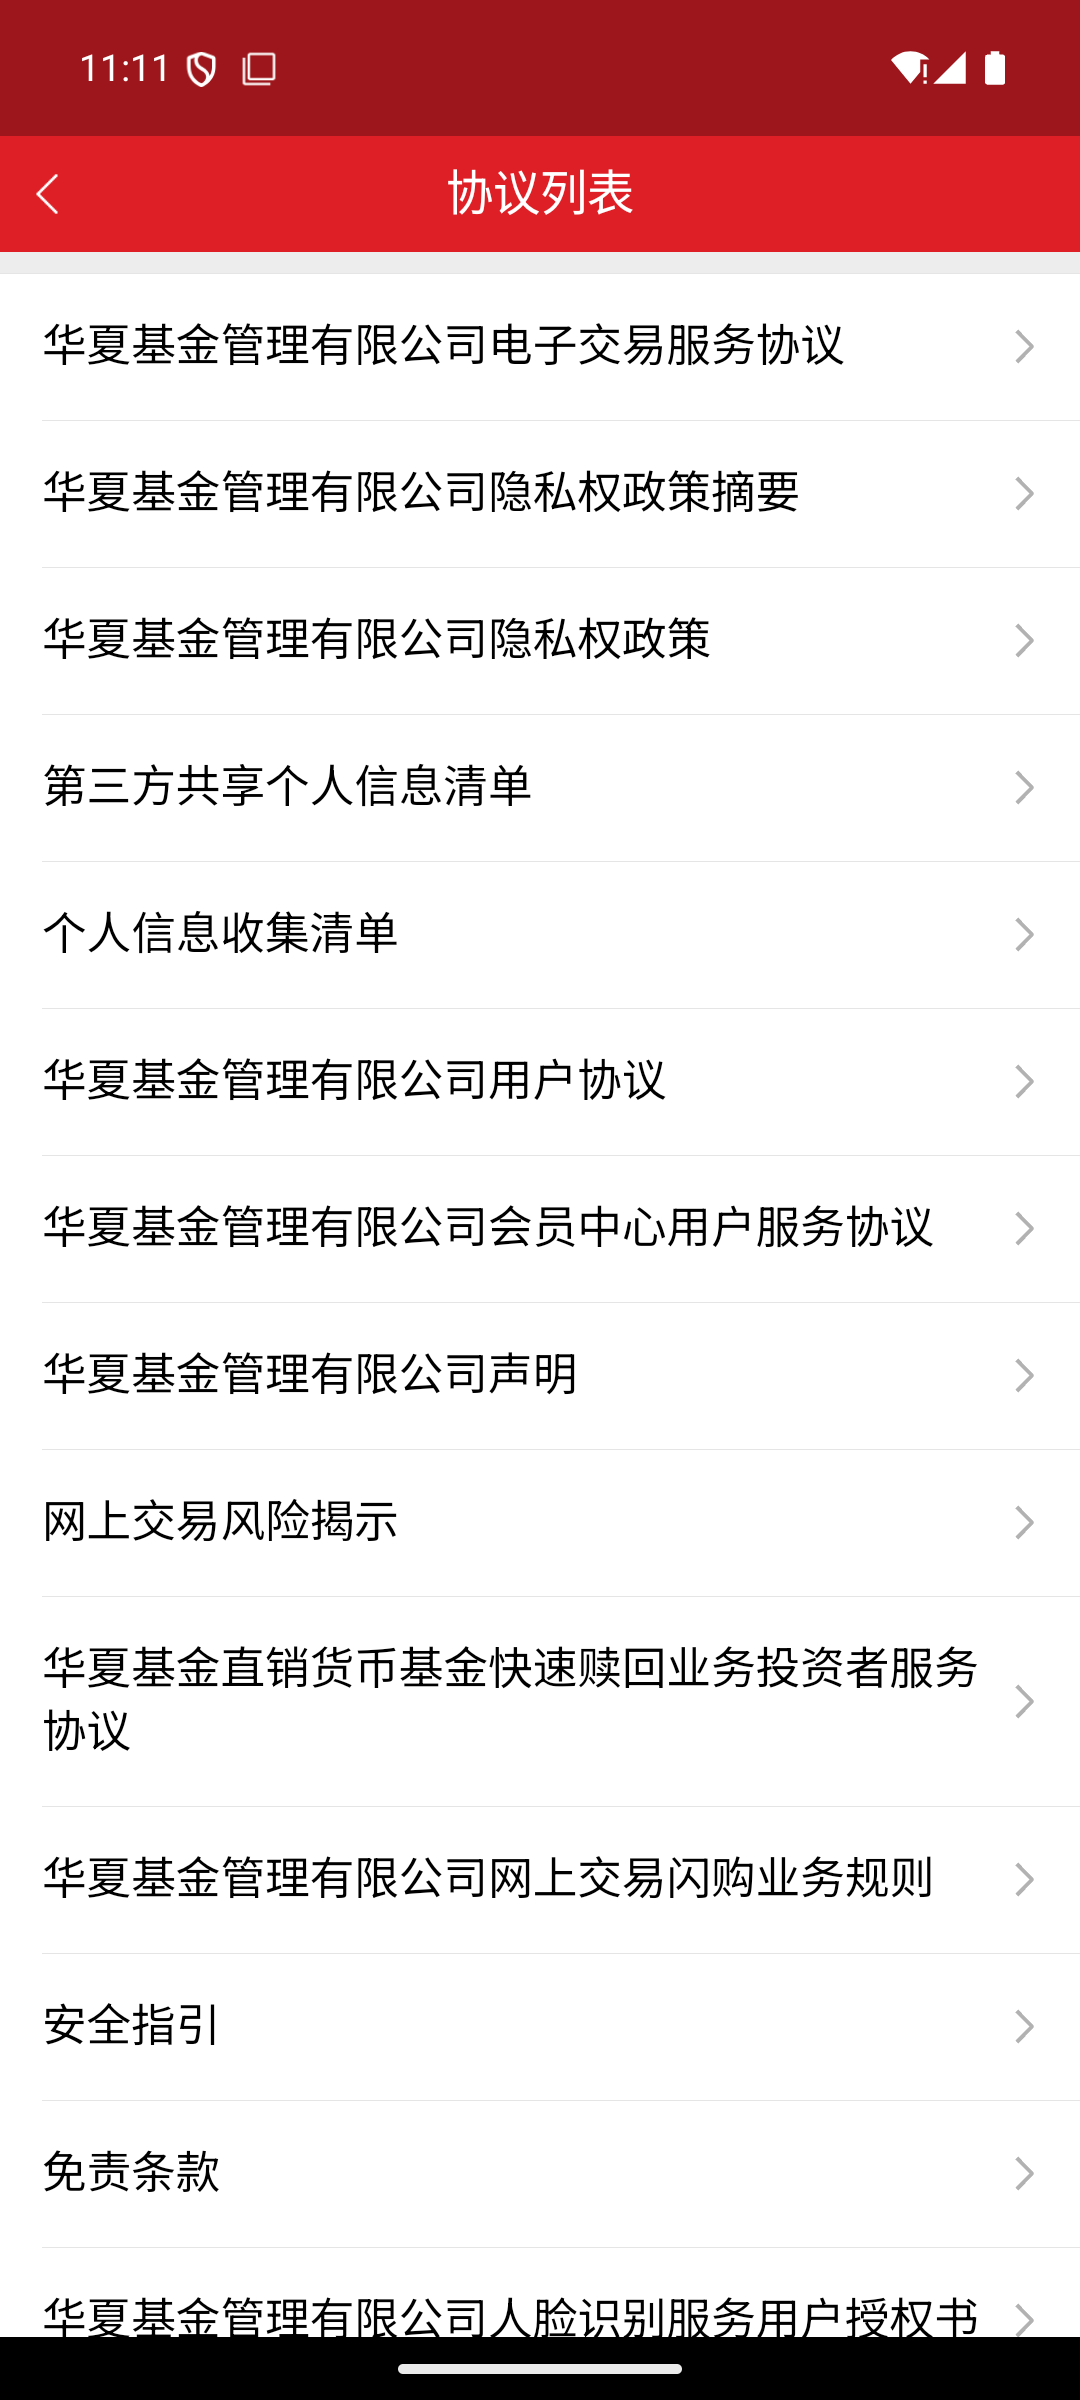 11:11
协议列表
华夏基金管理有限公司电子交易服务协议
华夏基金管理有限公司隐私权政策摘要
华夏基金管理有限公司隐私权政策
第三方共享个人信息清单
个人信息收集清单
华夏基金管理有限公司用户协议
华夏基金管理有限公司会员中心用户服务协议
华夏基金管理有限公司声明
网上交易风险揭示
华夏基金直销货币基金快速赎回业务投资者服务
协议
华夏基金管理有限公司网上交易闪购业务规则
安全指引
免责条款
华夏基金管理有限公司人脸识别服务用户授权书